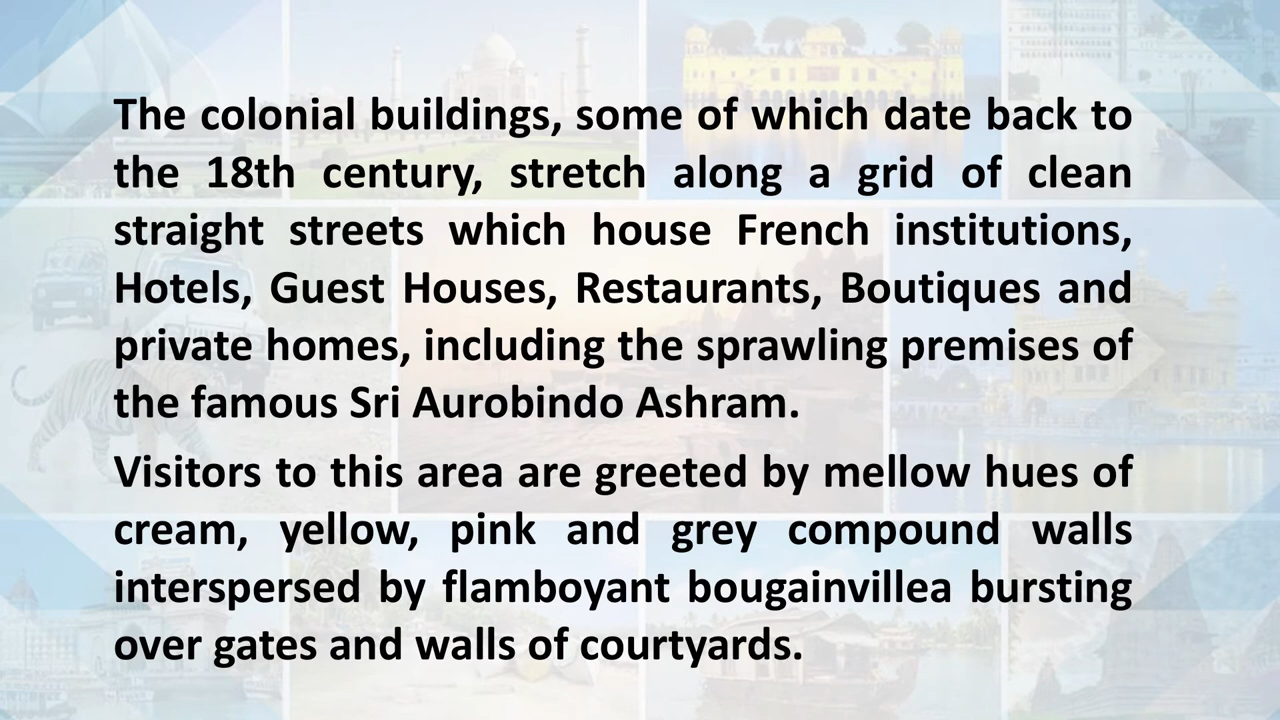 The colonial buildings, some of which date back to
the 18th century, stretch along a grid of clean
straight streets which house French institutions,
Hotels, Guest Houses, Restaurants, Boutiques and
private homes, including the sprawling premises of
the famous Sri Aurobindo Ashram.
Visitors to this area are greeted by mellow hues of
cream, yellow, pink and grey compound walls
interspersed by flamboyant bougainvillea bursting
over gates and walls of courtyards.